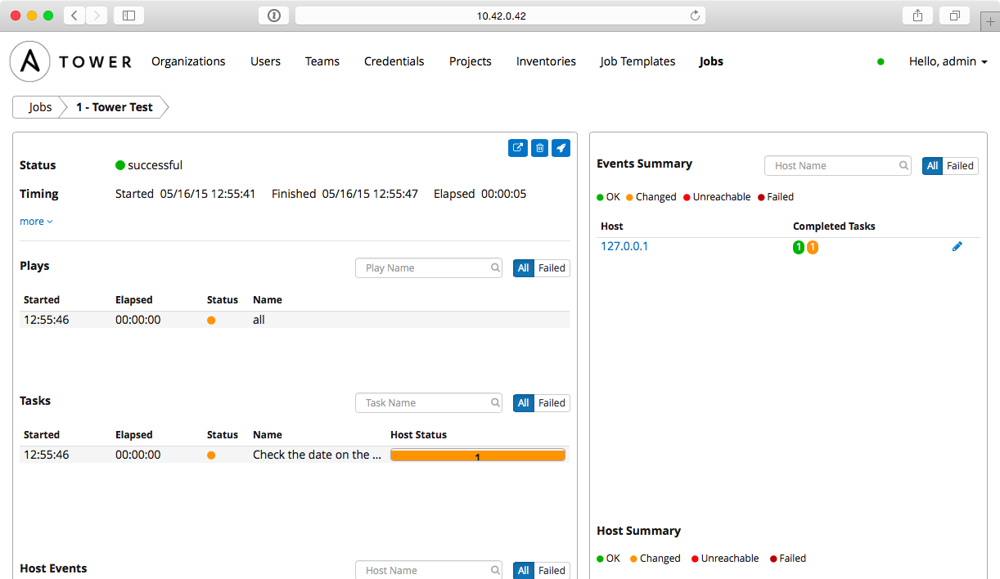 10.42.0.42
TOWER Organizations Users Teams Credentials Projects Inventories Job Templates Jobs Hello, admin
Jobs 1 - Tower Test
Status successful
Timing Started 05/16/15 12:55:41 Finished 05/16/15 12:55:47 Elapsed 00:00:05
more
Plays Play Name All Failed
Started Elapsed Status Name
12:55:46 00:00:00 all
Tasks Task Name All Failed
Started Elapsed Status Name Host Status
12:55:46 00:00:00 Check the date on the ... 1
Host Events Host Name All Failed
Events Summary Host Name All Failed
OK Changed Unreachable Failed
Host Completed Tasks
127.0.0.1 1 1
Host Summary
OK Changed Unreachable Failed